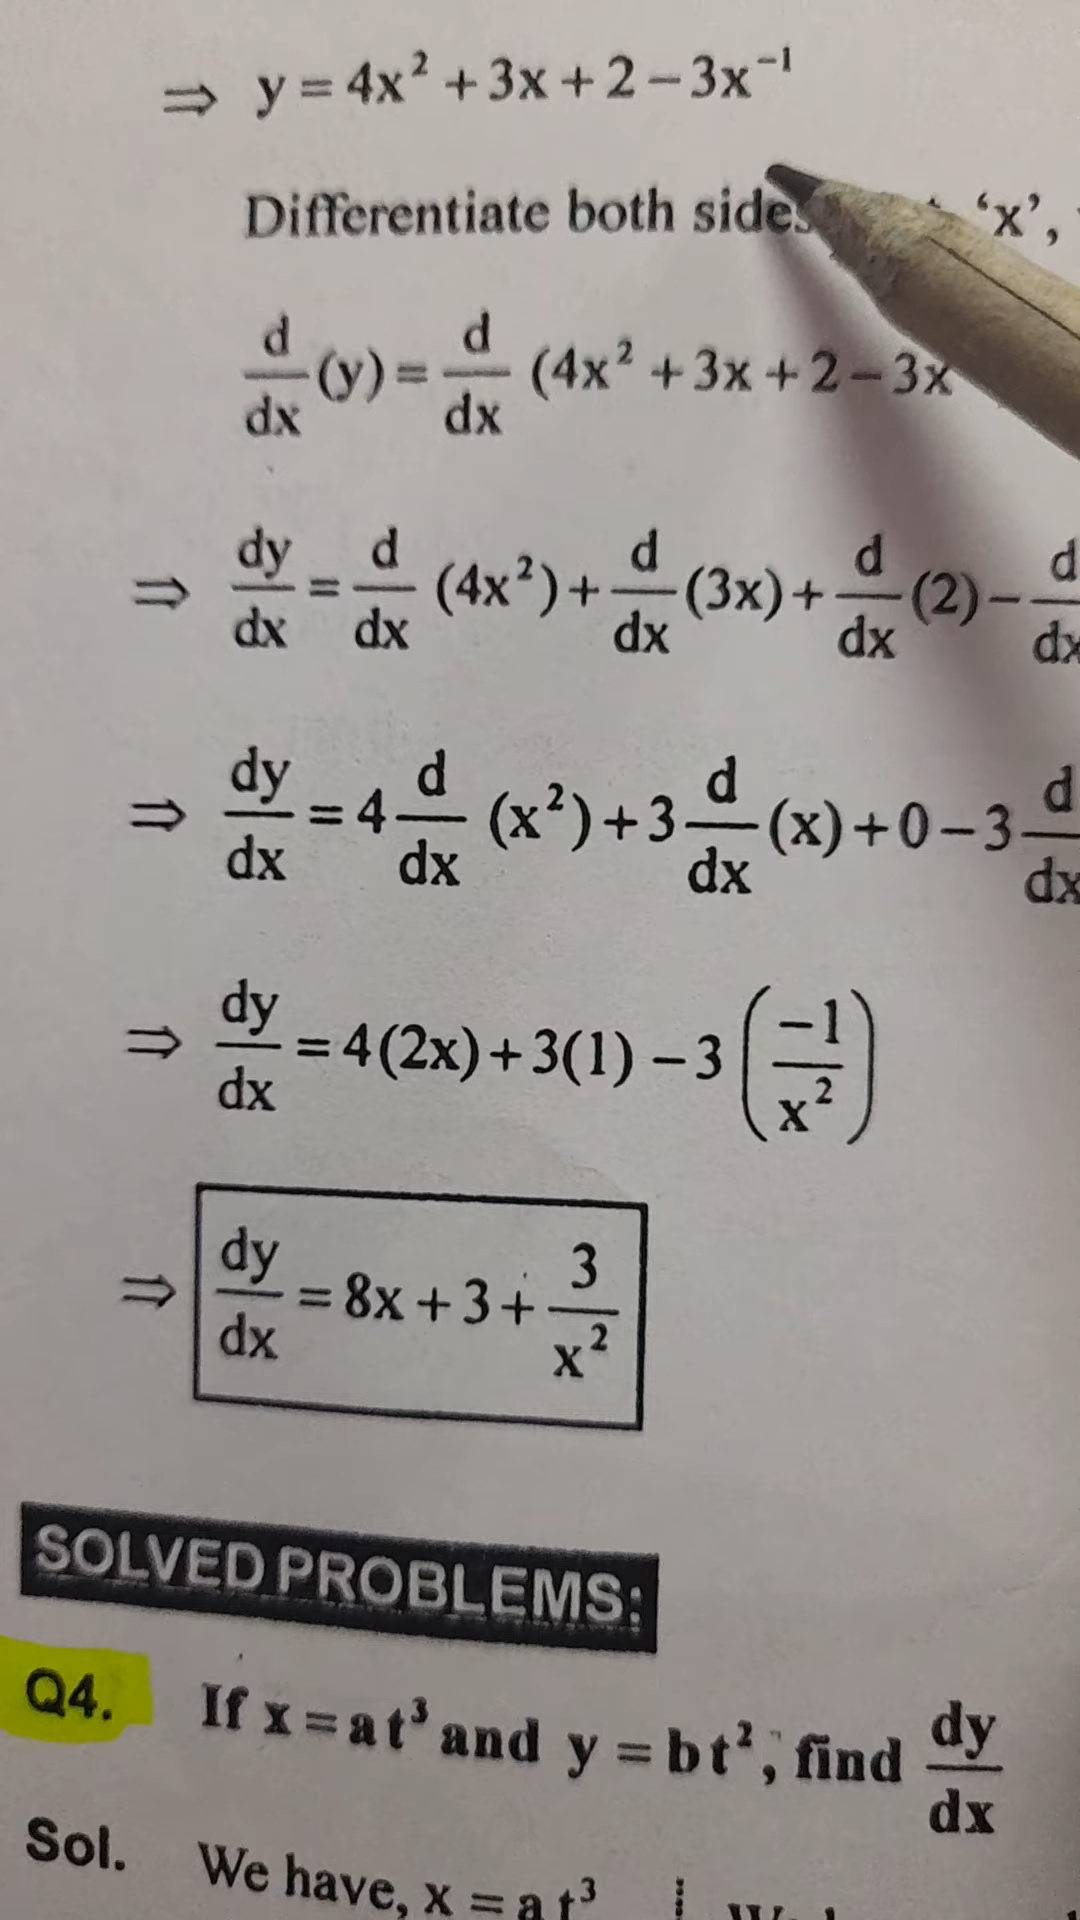 ⇒ y = 4x² + 3x + 2 − 3x⁻¹
Differentiate both sides 'x',
d/dx (y) = d/dx (4x² + 3x + 2 − 3x
⇒ dy/dx = d/dx (4x²) + d/dx (3x) + d/dx (2) − d/dx
⇒ dy/dx = 4 d/dx (x²) + 3 d/dx (x) + 0 − 3 d/dx
⇒ dy/dx = 4(2x) + 3(1) − 3 (−1/x²)
⇒ dy/dx = 8x + 3 + 3/x²
SOLVED PROBLEMS:
Q4. If x = at³ and y = bt², find dy/dx
Sol. We have, x = at³